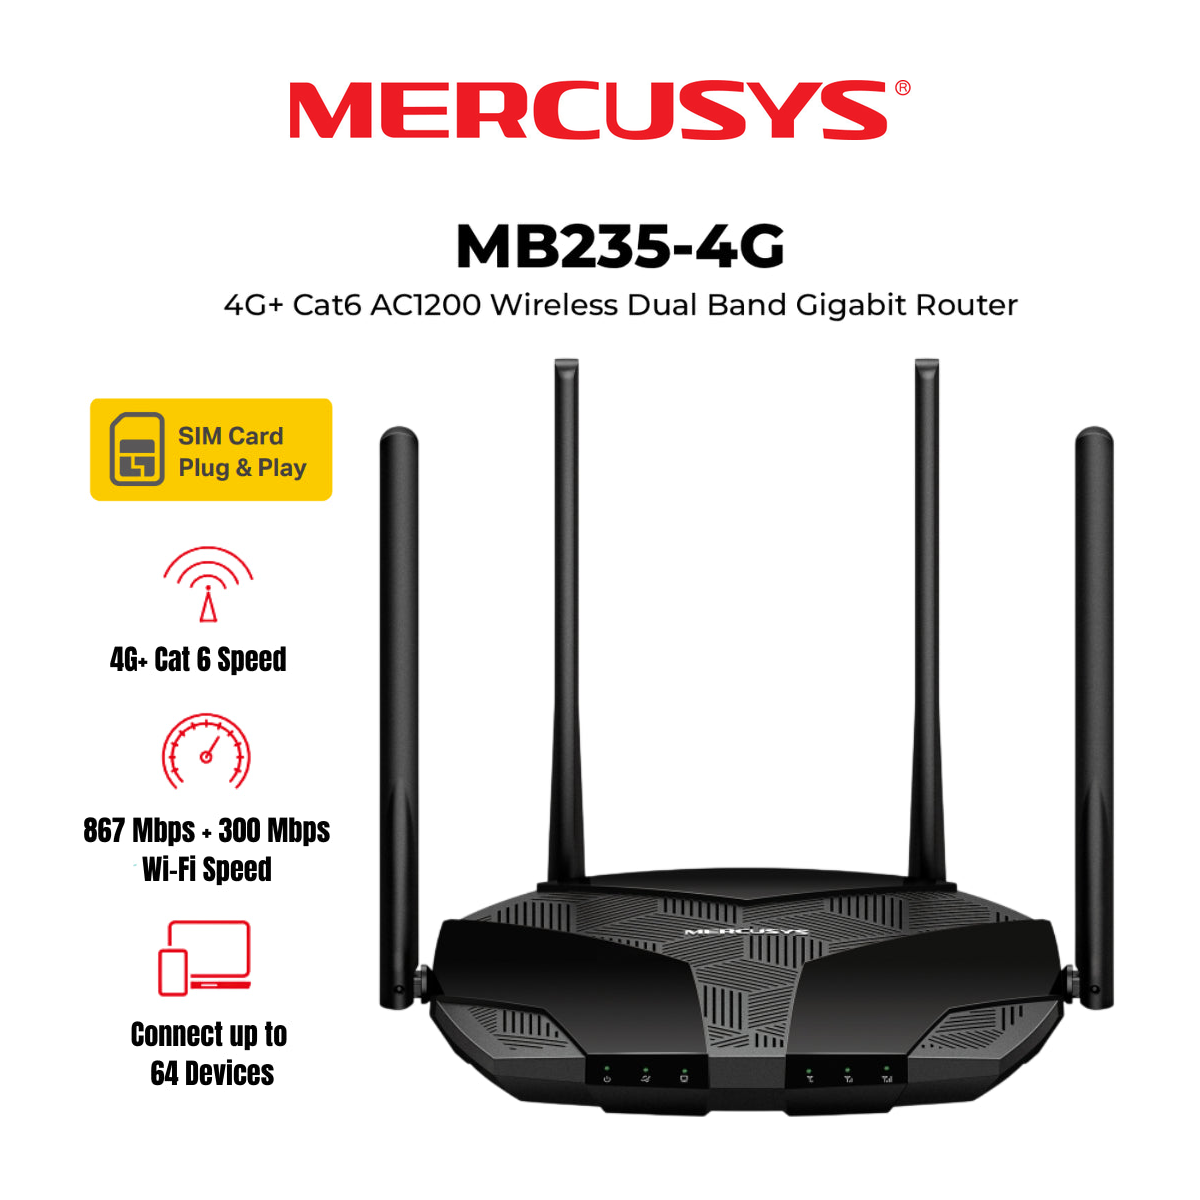 MERCUSYS®
MB235-4G
4G+ Cat6 AC1200 Wireless Dual Band Gigabit Router
SIM Card
Plug & Play
4G+ Cat 6 Speed
867 Mbps + 300 Mbps
Wi-Fi Speed
Connect up to
64 Devices
MERCUSYS